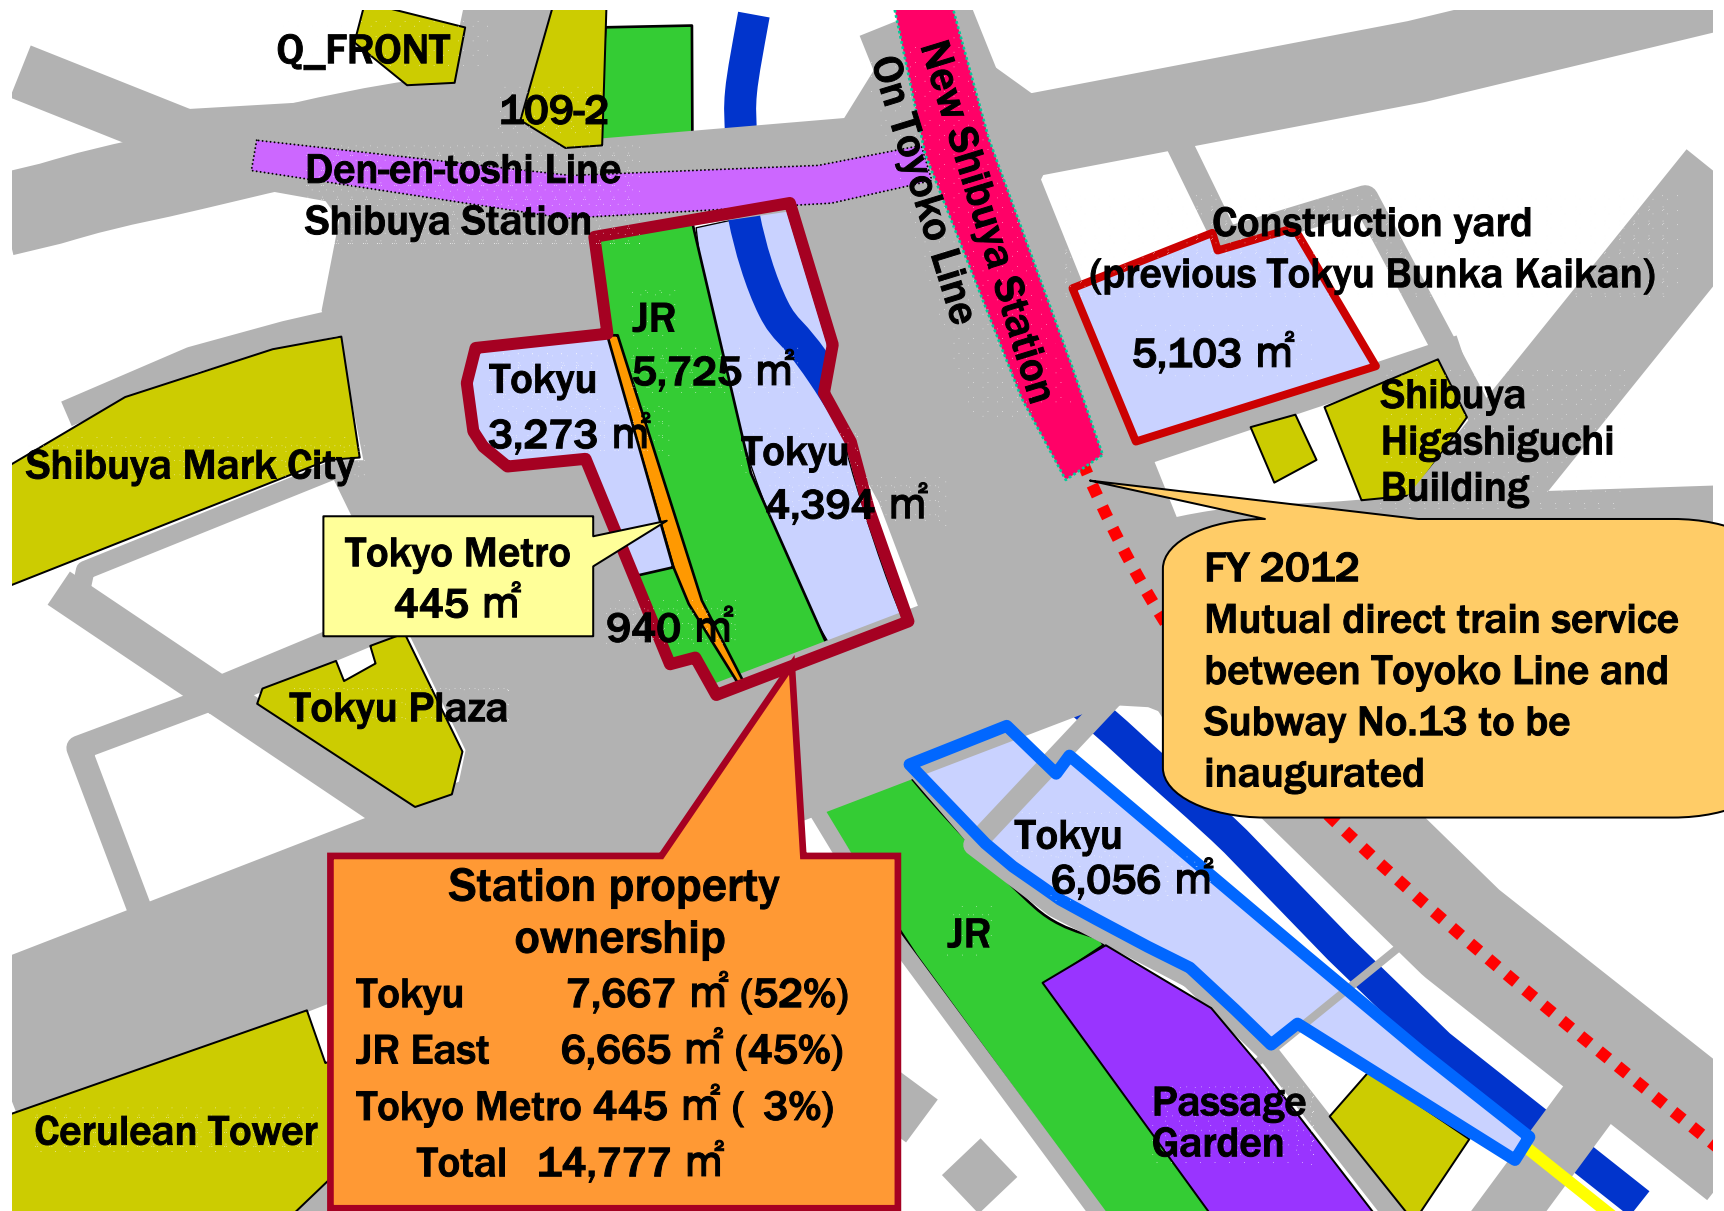 Q_FRONT
109-2
Den-en-toshi Line
Shibuya Station
New Shibuya Station
On Toyoko Line
Construction yard
(previous Tokyu Bunka Kaikan)
5,103 ㎡
JR
5,725 ㎡
Tokyu
3,273 ㎡
Tokyu
4,394 ㎡
Shibuya
Higashiguchi
Building
Shibuya Mark City
Tokyo Metro
445 ㎡
940 ㎡
FY 2012
Mutual direct train service
between Toyoko Line and
Subway No.13 to be
inaugurated
Tokyu Plaza
Tokyu
6,056 ㎡
JR
Station property
ownership
Tokyu 7,667 ㎡ (52%)
JR East 6,665 ㎡ (45%)
Tokyo Metro 445 ㎡ ( 3%)
Total 14,777 ㎡
Cerulean Tower
Passage
Garden